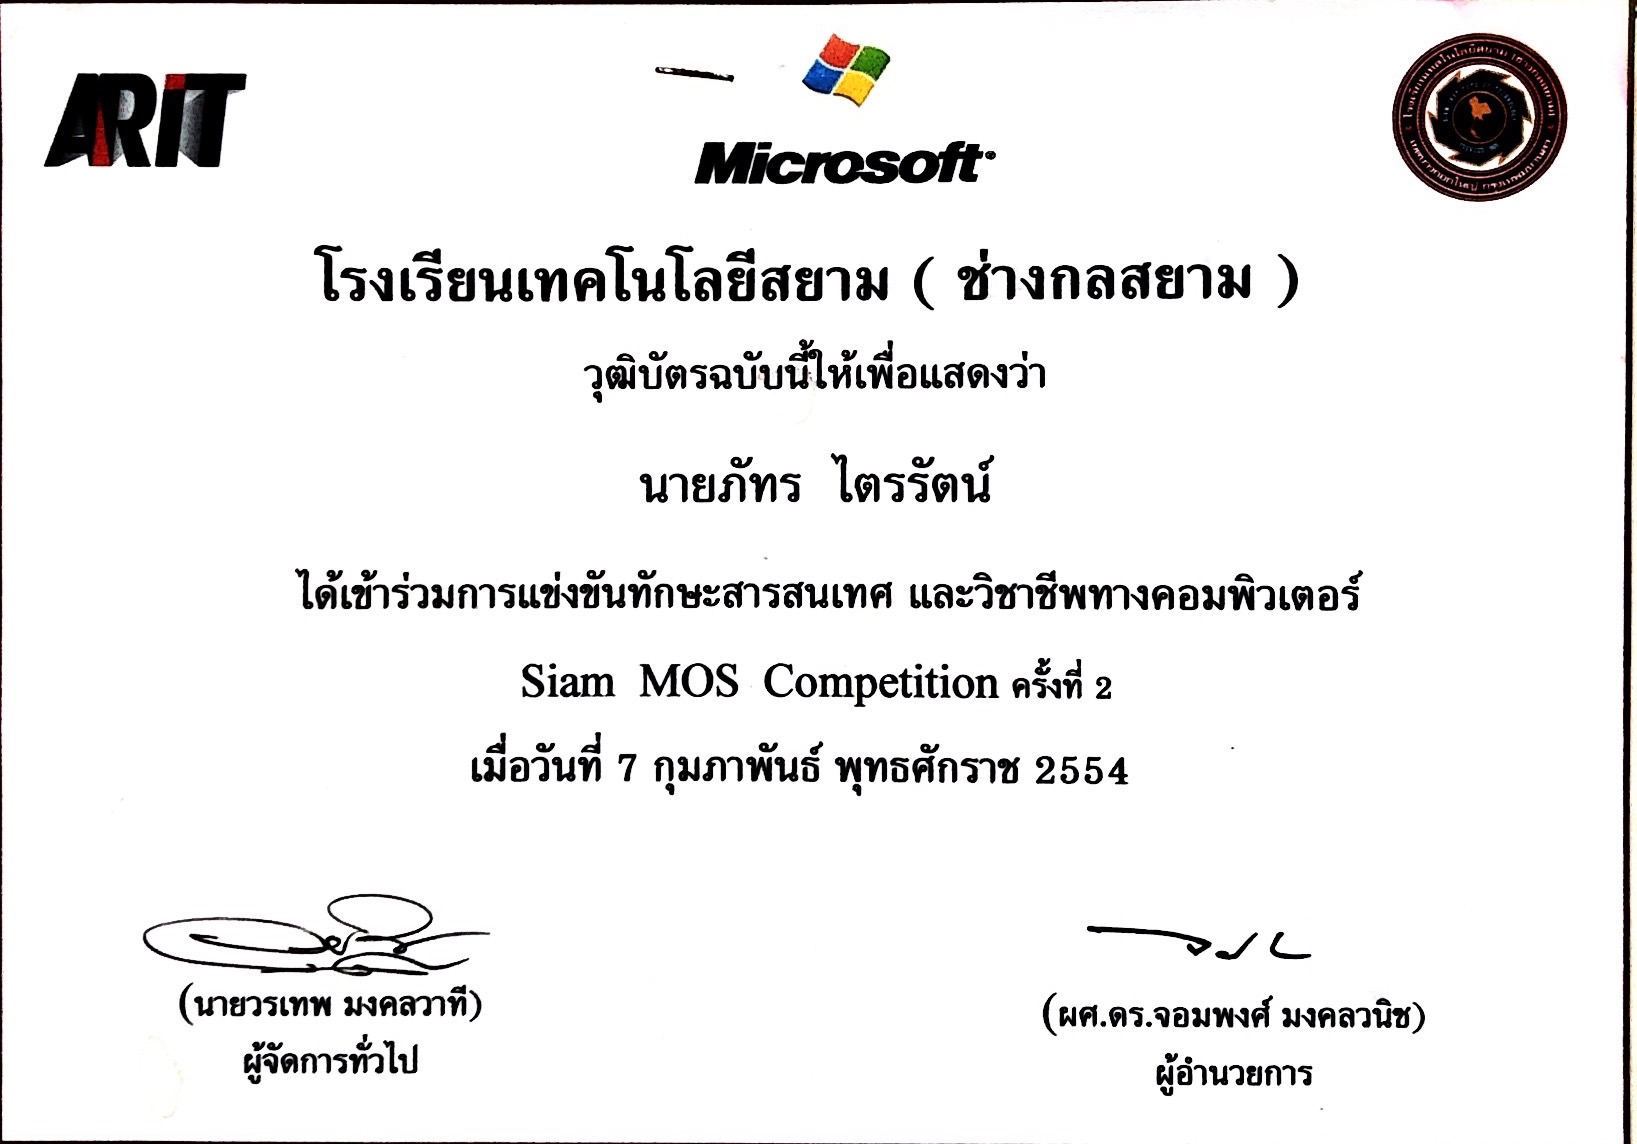 ARiT
Microsoft®
โรงเรียนเทคโนโลยีสยาม ( ช่างกลสยาม )
วุฒิบัตรฉบับนี้ให้เพื่อแสดงว่า
นายภัทร ไตรรัตน์
ได้เข้าร่วมการแข่งขันทักษะสารสนเทศ และวิชาชีพทางคอมพิวเตอร์
Siam MOS Competition ครั้งที่ 2
เมื่อวันที่ 7 กุมภาพันธ์ พุทธศักราช 2554
(นายวรเทพ มงคลวาที)
ผู้จัดการทั่วไป
(ผศ.ดร.จอมพงศ์ มงคลวนิช)
ผู้อำนวยการ